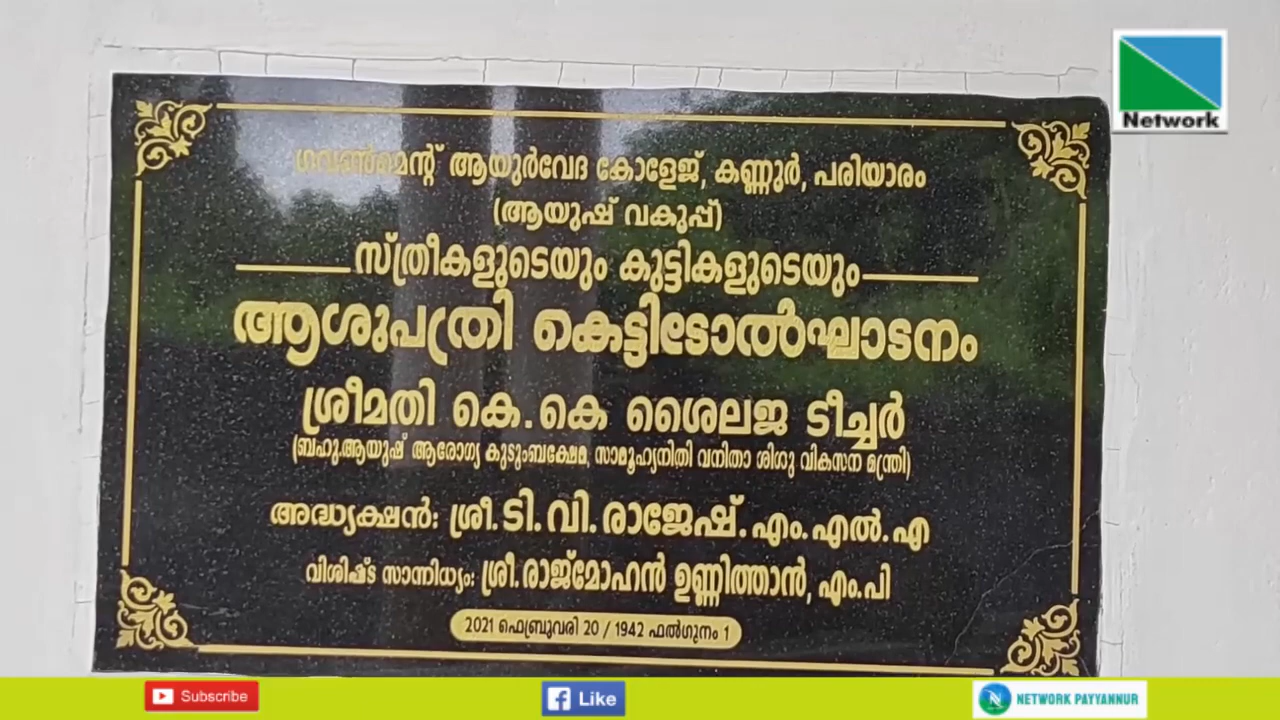 Network
ഗവൺമെന്റ് ആയുർവേദ കോളേജ്, കണ്ണൂർ, പരിയാരം
(ആയുഷ് വകുപ്പ്)
സ്ത്രീകളുടെയും കുട്ടികളുടെയും
ആശുപത്രി കെട്ടിടോൽഘാടനം
ശ്രീമതി കെ.കെ ശൈലജ ടീച്ചർ
(ബഹു.ആയുഷ് ആരോഗ്യ കുടുംബക്ഷേമ, സാമൂഹ്യനിതി വനിതാ ശിശു വികസന മന്ത്രി)
അദ്ധ്യക്ഷൻ: ശ്രീ.ടി.വി.രാജേഷ്.എം.എൽ.എ
വിശിഷ്ട സാന്നിധ്യം: ശ്രീ.രാജ്മോഹൻ ഉണ്ണിത്താൻ, എം.പി
2021 ഫെബ്രുവരി 20 / 1942 ഫൽഗുനം 1
Subscribe
Like
NETWORK PAYYANNUR